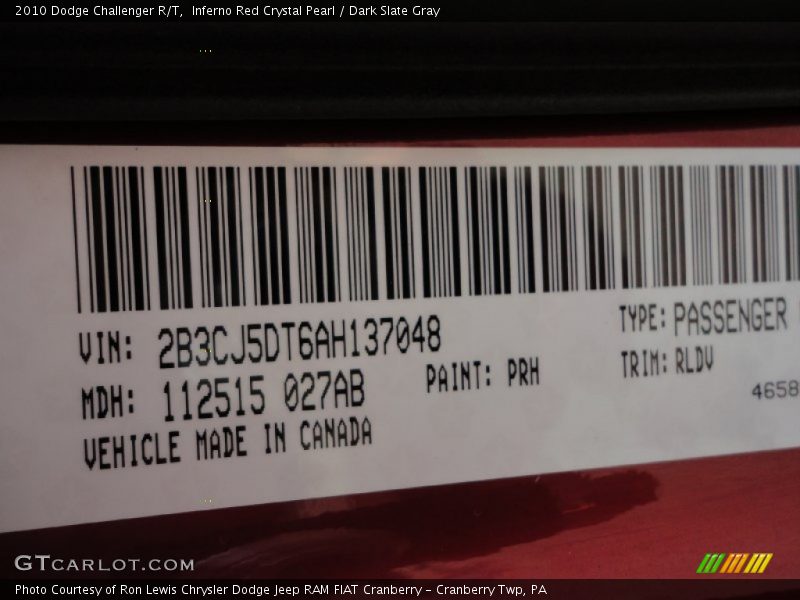 2010 Dodge Challenger R/T, Inferno Red Crystal Pearl / Dark Slate Gray
VIN: 2B3CJ5DT6AH137048
TYPE: PASSENGER
MDH: 112515 027AB
PAINT: PRH
TRIM: RLDV
4658
VEHICLE MADE IN CANADA
GTCARLOT.COM
Photo Courtesy of Ron Lewis Chrysler Dodge Jeep RAM FIAT Cranberry - Cranberry Twp, PA